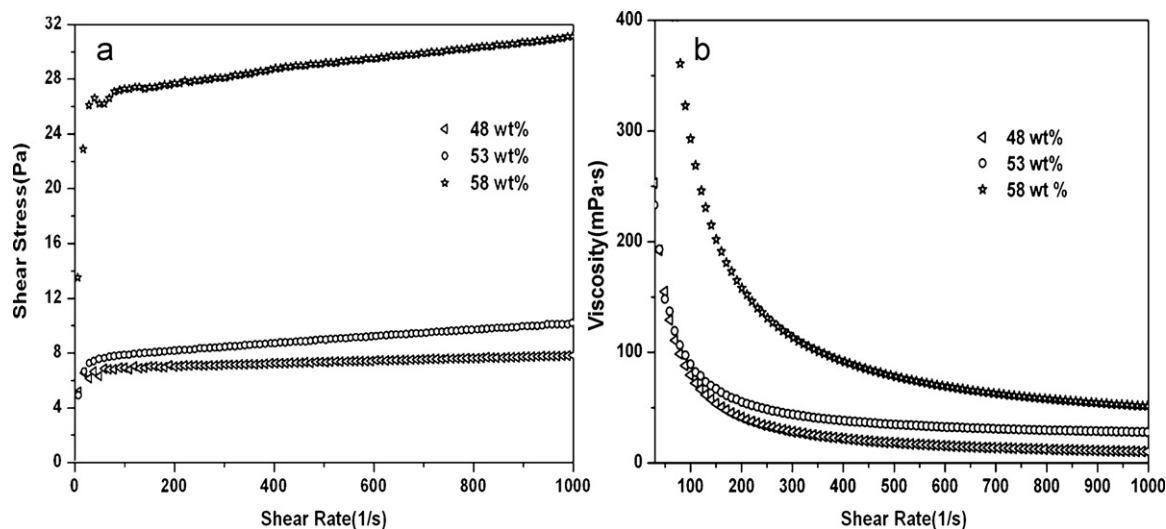 a
32
28
24
20
16
12
8
4
0
Shear Stress(Pa)
48 wt%
53 wt%
58 wt%
0 200 400 600 800 1000
Shear Rate(1/s)
b
400
300
200
100
0
Viscosity(mPa·s)
48 wt%
53 wt%
58 wt %
100 200 300 400 500 600 700 800 900 1000
Shear Rate(1/s)